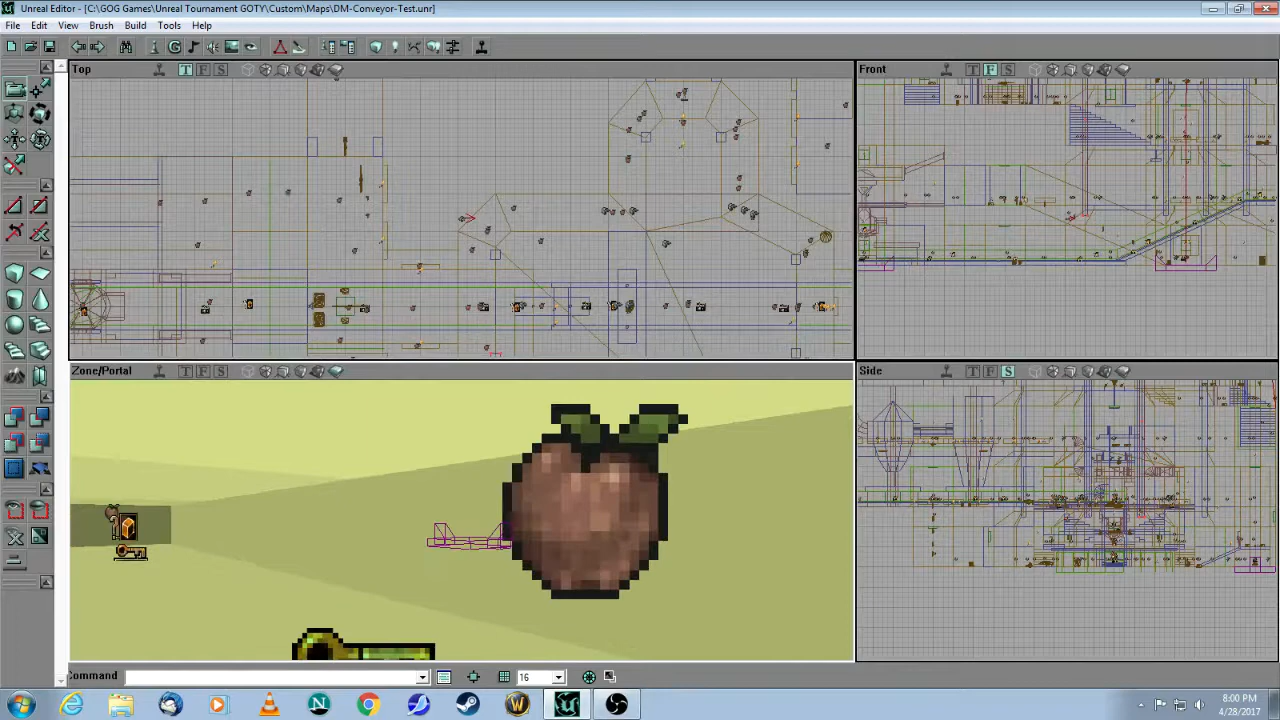 Unreal Editor - [C:\GOG Games\Unreal Tournament GOTY\Custom\Maps\DM-Conveyor-Test.unr]
File Edit View Brush Build Tools Help
Top T F S
Front T F S
Zone/Portal T F S
Side T F S
Command 16
8:00 PM
4/28/2017